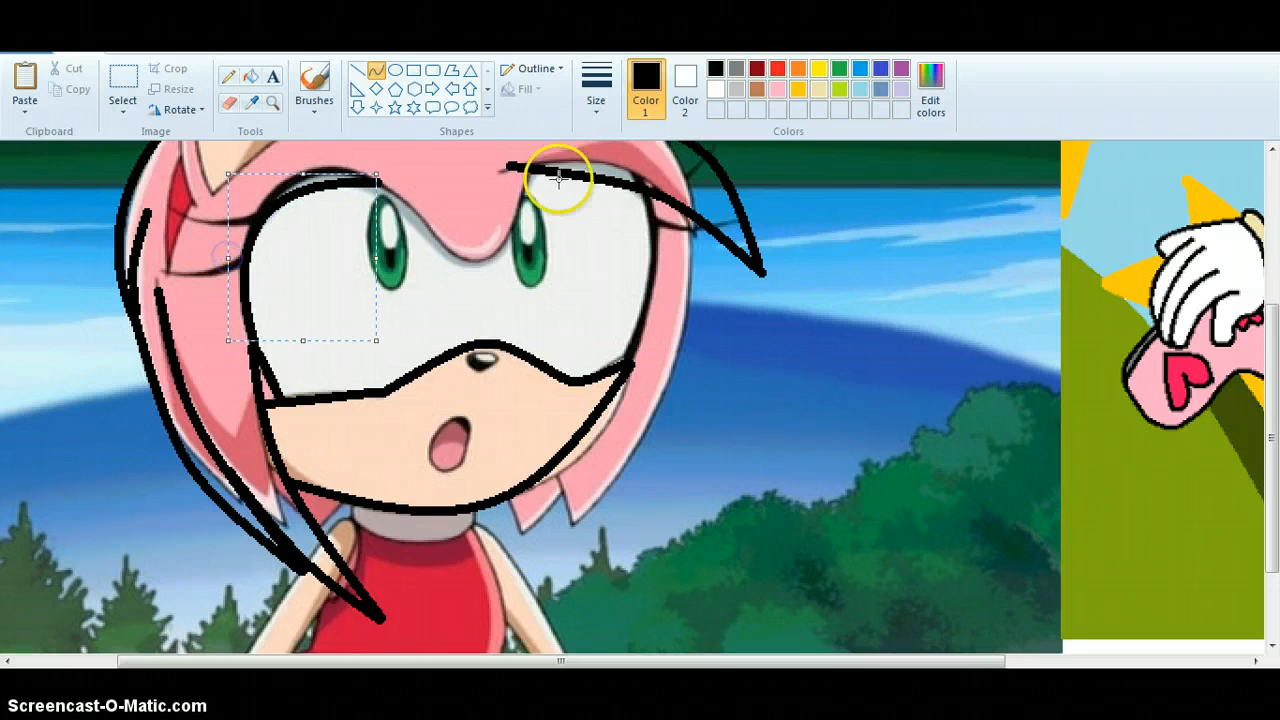 Paste
Cut
Copy
Clipboard
Select
Crop
Resize
Rotate
Image
A
Tools
Brushes
Shapes
Outline
Fill
Size
Color
1
Color
2
Edit
colors
Colors
Screencast-O-Matic.com